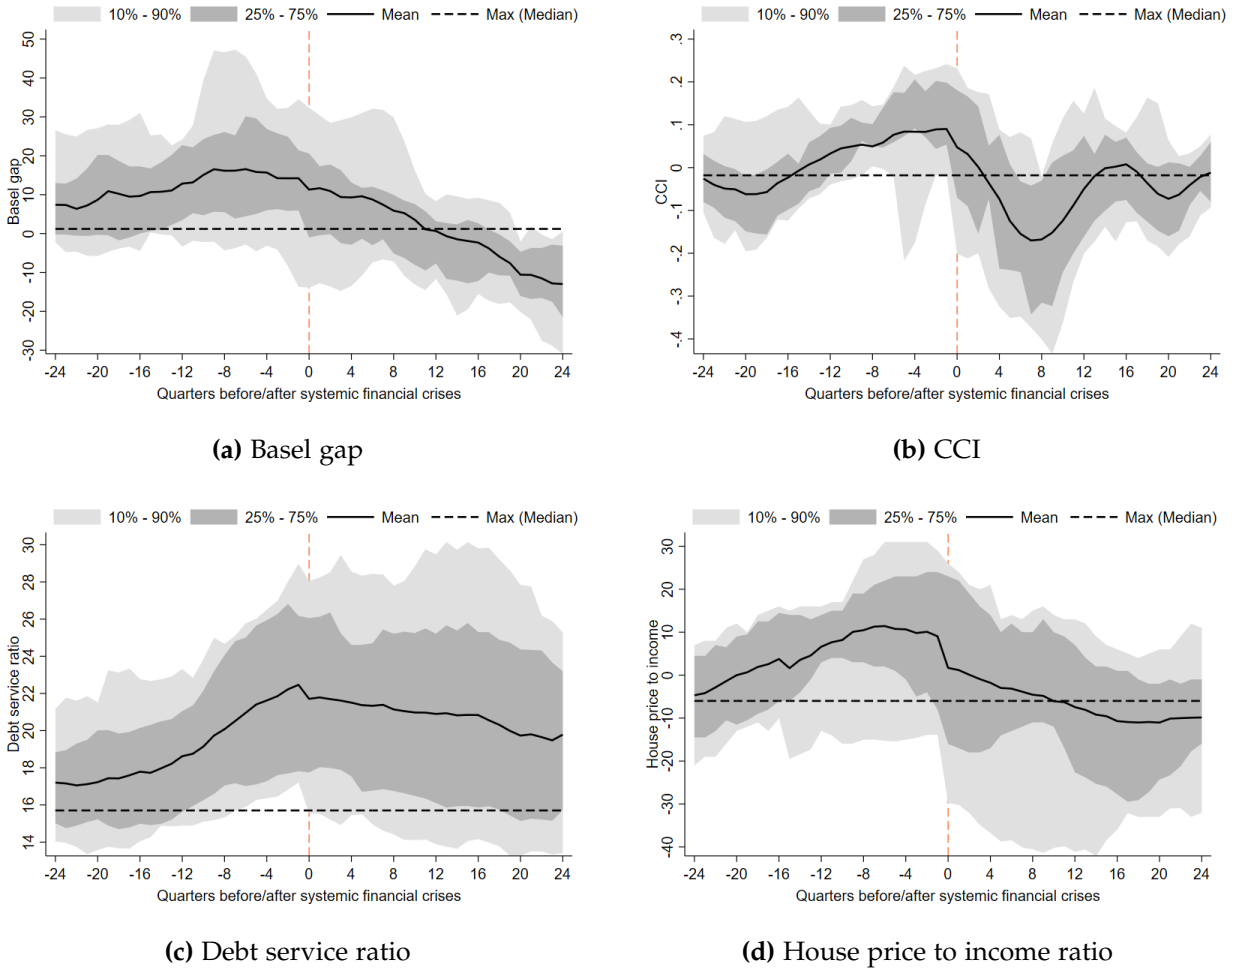 10% - 90% 25% - 75% Mean Max (Median)
50
40
30
20
10
0
-10
-20
-30
Basel gap
-24 -20 -16 -12 -8 -4 0 4 8 12 16 20 24
Quarters before/after systemic financial crises
(a) Basel gap
10% - 90% 25% - 75% Mean Max (Median)
.3
.2
.1
0
-.1
-.2
-.3
-.4
CCI
-24 -20 -16 -12 -8 -4 0 4 8 12 16 20 24
Quarters before/after systemic financial crises
(b) CCI
10% - 90% 25% - 75% Mean Max (Median)
30
28
26
24
22
20
18
16
14
Debt service ratio
-24 -20 -16 -12 -8 -4 0 4 8 12 16 20 24
Quarters before/after systemic financial crises
(c) Debt service ratio
10% - 90% 25% - 75% Mean Max (Median)
30
20
10
0
-10
-20
-30
-40
House price to income
-24 -20 -16 -12 -8 -4 0 4 8 12 16 20 24
Quarters before/after systemic financial crises
(d) House price to income ratio